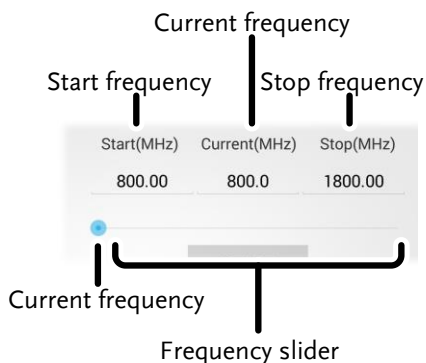 Current frequency
Start frequency Stop frequency
Start(MHz) Current(MHz) Stop(MHz)
800.00 800.0 1800.00
Current frequency
Frequency slider